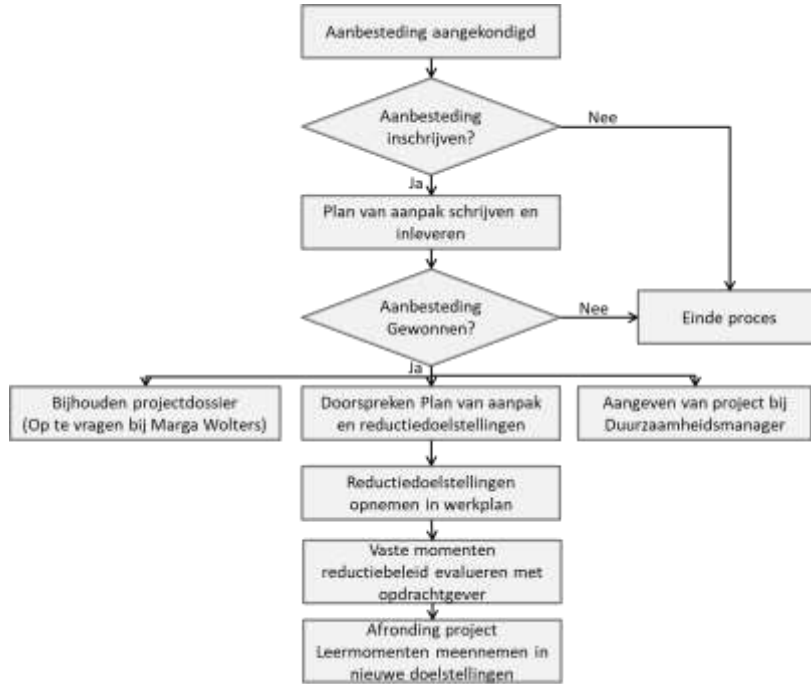 Aanbesteding aangekondigd
Aanbesteding
inschrijven?
Nee
Ja
Plan van aanpak schrijven en
inleveren
Aanbesteding
Gewonnen?
Nee
Einde proces
Ja
Bijhouden projectdossier
(Op te vragen bij Marga Wolters)
Doorspreken Plan van aanpak
en reductiedoelstellingen
Aangeven van project bij
Duurzaamheidsmanager
Reductiedoelstellingen
opnemen in werkplan
Vaste momenten
reductiebeleid evalueren met
opdrachtgever
Afronding project
Leermomenten meennemen in
nieuwe doelstellingen